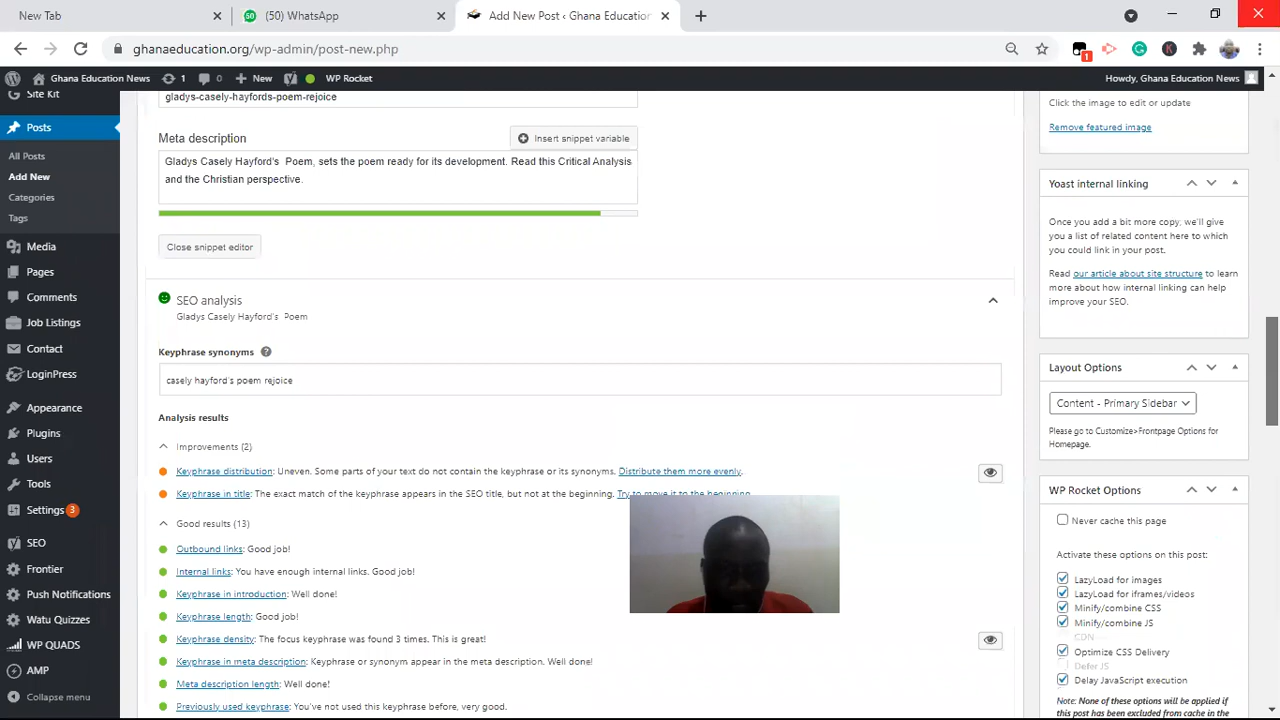 New Tab
(50) WhatsApp
Add New Post ‹ Ghana Education
ghanaeducation.org/wp-admin/post-new.php
1
Ghana Education News
1
0
New
WP Rocket
Howdy, Ghana Education News
Site Kit
Posts
All Posts
Add New
Categories
Tags
Media
Pages
Comments
Job Listings
Contact
LoginPress
Appearance
Plugins
Users
Tools
Settings 3
SEO
Frontier
Push Notifications
Watu Quizzes
WP QUADS
AMP
Collapse menu
gladys-casely-hayfords-poem-rejoice
Meta description
Insert snippet variable
Gladys Casely Hayford's Poem, sets the poem ready for its development. Read this Critical Analysis
and the Christian perspective.
Close snippet editor
SEO analysis
Gladys Casely Hayford's Poem
Keyphrase synonyms
casely hayford's poem rejoice
Analysis results
Improvements (2)
Keyphrase distribution: Uneven. Some parts of your text do not contain the keyphrase or its synonyms. Distribute them more evenly.
Keyphrase in title: The exact match of the keyphrase appears in the SEO title, but not at the beginning. Try to move it to the beginning.
Good results (13)
Outbound links: Good job!
Internal links: You have enough internal links. Good job!
Keyphrase in introduction: Well done!
Keyphrase length: Good job!
Keyphrase density: The focus keyphrase was found 3 times. This is great!
Keyphrase in meta description: Keyphrase or synonym appear in the meta description. Well done!
Meta description length: Well done!
Previously used keyphrase: You've not used this keyphrase before, very good.
Click the image to edit or update
Remove featured image
Yoast internal linking
Once you add a bit more copy, we'll give
you a list of related content here to which
you could link in your post.
Read our article about site structure to learn
more about how internal linking can help
improve your SEO.
Layout Options
Content - Primary Sidebar
Please go to Customize>Frontpage Options for
Homepage.
WP Rocket Options
Never cache this page
Activate these options on this post:
LazyLoad for images
LazyLoad for iframes/videos
Minify/combine CSS
Minify/combine JS
CDN
Optimize CSS Delivery
Defer JS
Delay JavaScript execution
Note: None of these options will be applied if
this post has been excluded from cache in the